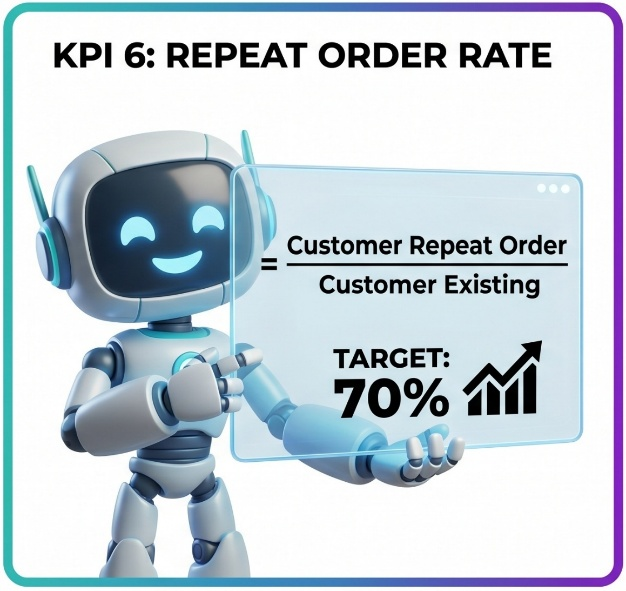 KPI 6: REPEAT ORDER RATE
= Customer Repeat Order
Customer Existing
TARGET:
70%